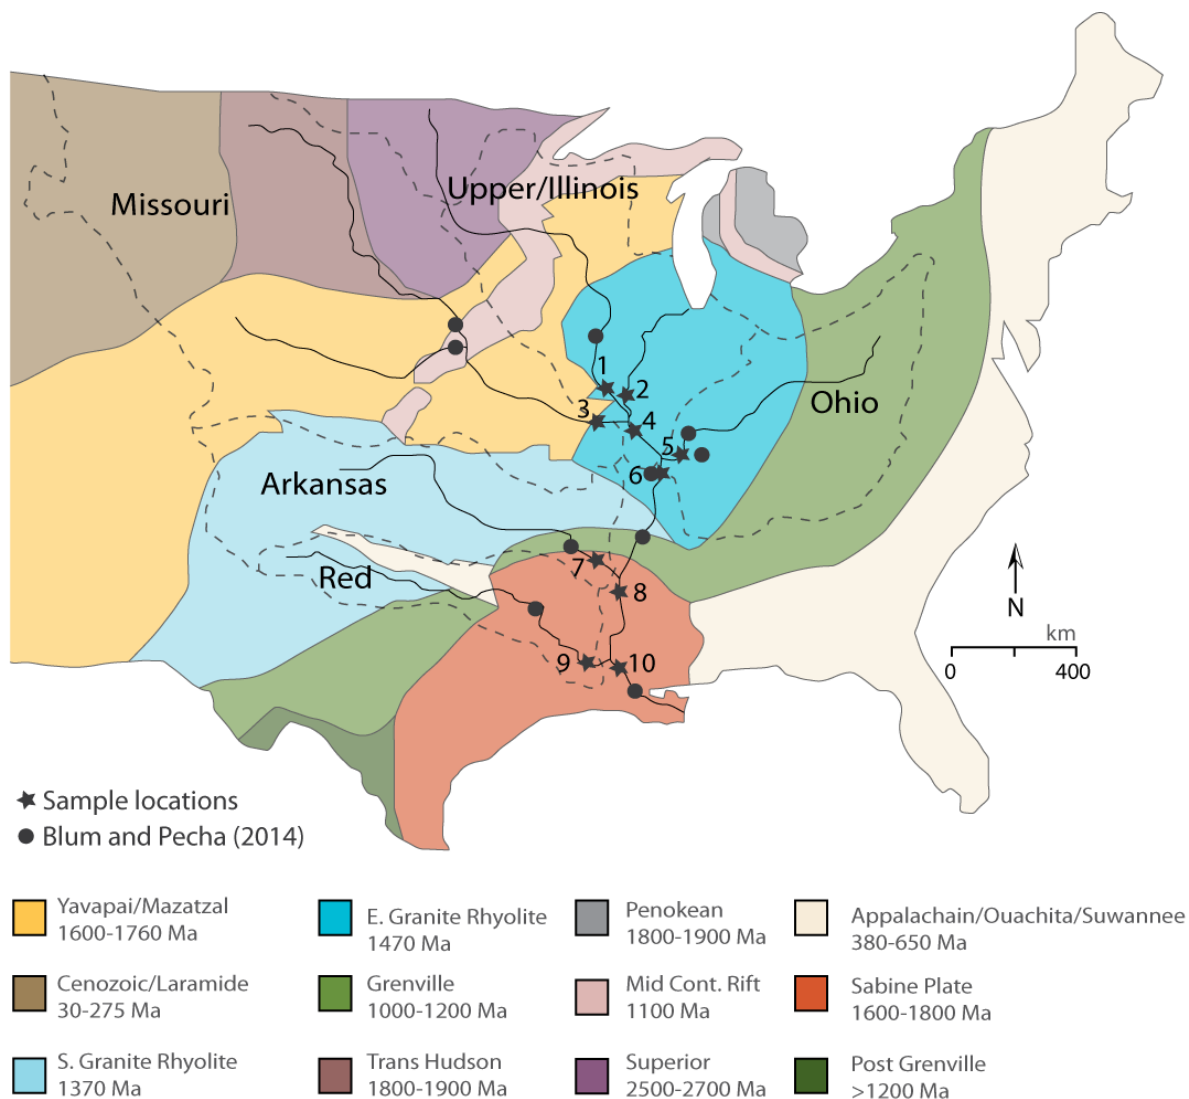 Missouri
Upper/Illinois
1
2
3
4
Ohio
5
6
Arkansas
7
Red
8
9
10
N
km
0
400
Sample locations
Blum and Pecha (2014)
Yavapai/Mazatzal
1600-1760 Ma
E. Granite Rhyolite
1470 Ma
Penokean
1800-1900 Ma
Appalachain/Ouachita/Suwannee
380-650 Ma
Cenozoic/Laramide
30-275 Ma
Grenville
1000-1200 Ma
Mid Cont. Rift
1100 Ma
Sabine Plate
1600-1800 Ma
S. Granite Rhyolite
1370 Ma
Trans Hudson
1800-1900 Ma
Superior
2500-2700 Ma
Post Grenville
>1200 Ma